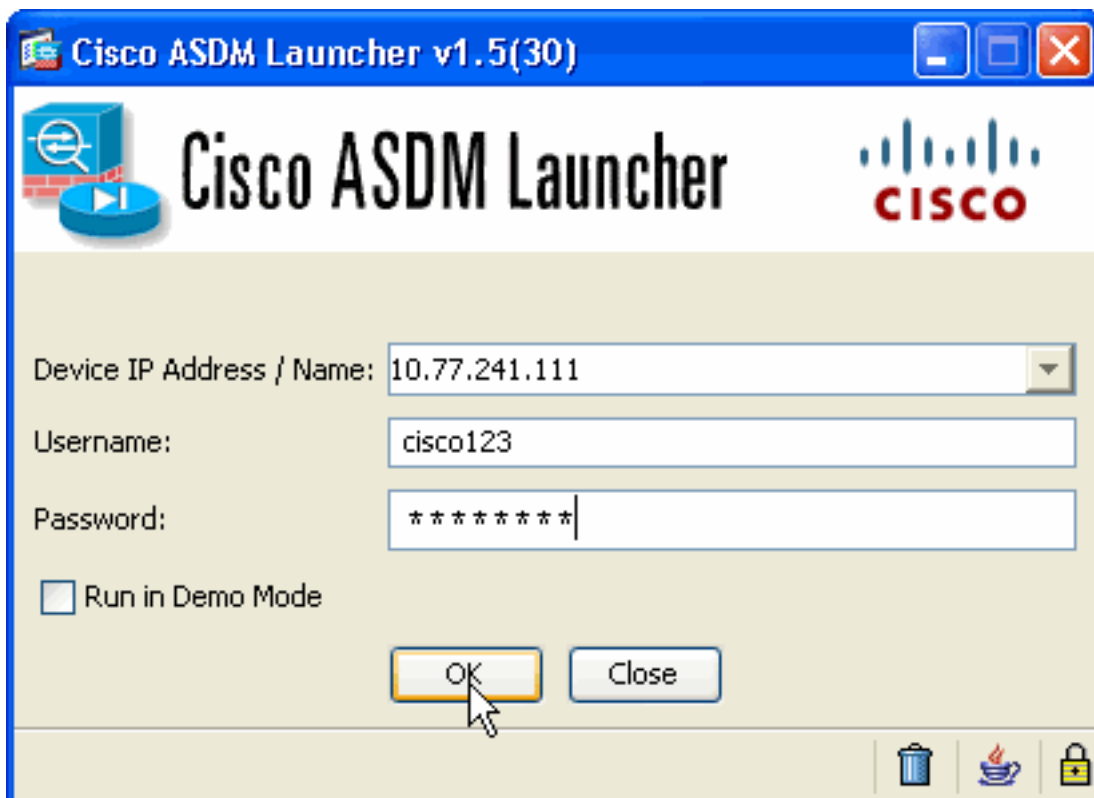 Cisco ASDM Launcher v1.5(30)
Cisco ASDM Launcher
CISCO
Device IP Address / Name: 10.77.241.111
Username: cisco123
Password: ********
Run in Demo Mode
OK Close